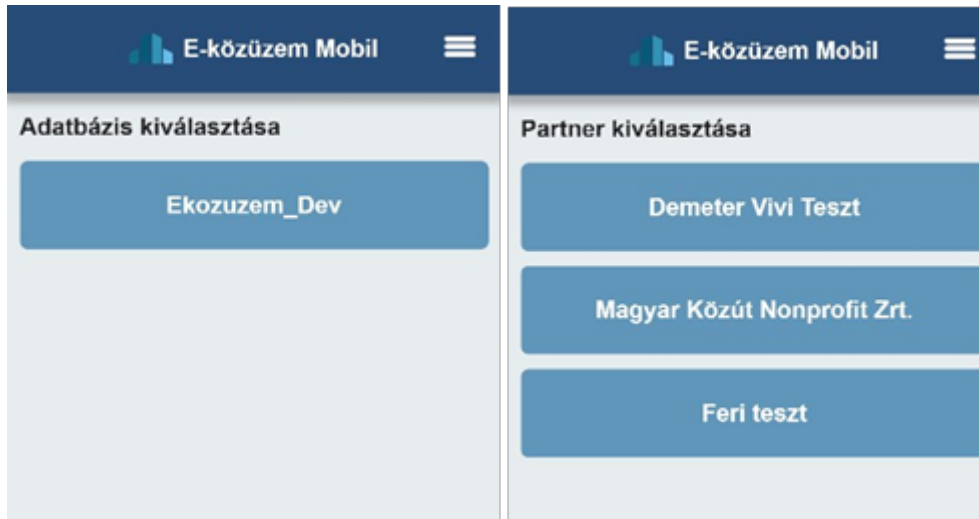 E-közüzem Mobil
Adatbázis kiválasztása
Ekozuzem_Dev
E-közüzem Mobil
Partner kiválasztása
Demeter Vivi Teszt
Magyar Közút Nonprofit Zrt.
Feri teszt